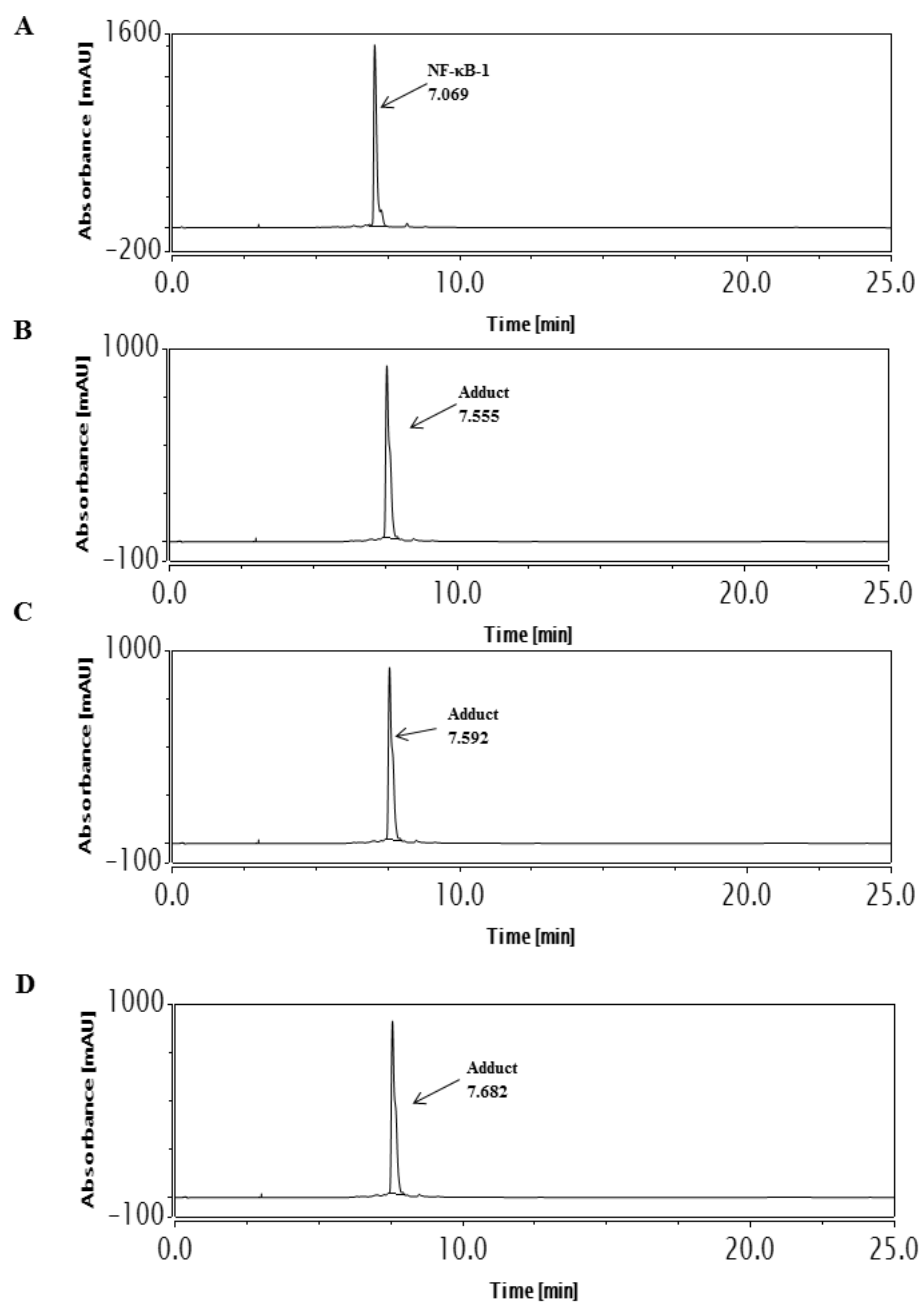 A
1600
Absorbance [mAU]
NF-κB-1
7.069
−200
0.0 10.0 20.0 25.0
Time [min]
B
1000
Absorbance [mAU]
Adduct
7.555
−100
0.0 10.0 20.0 25.0
Time [min]
C
1000
Absorbance [mAU]
Adduct
7.592
−100
0.0 10.0 20.0 25.0
Time [min]
D
1000
Absorbance [mAU]
Adduct
7.682
−100
0.0 10.0 20.0 25.0
Time [min]